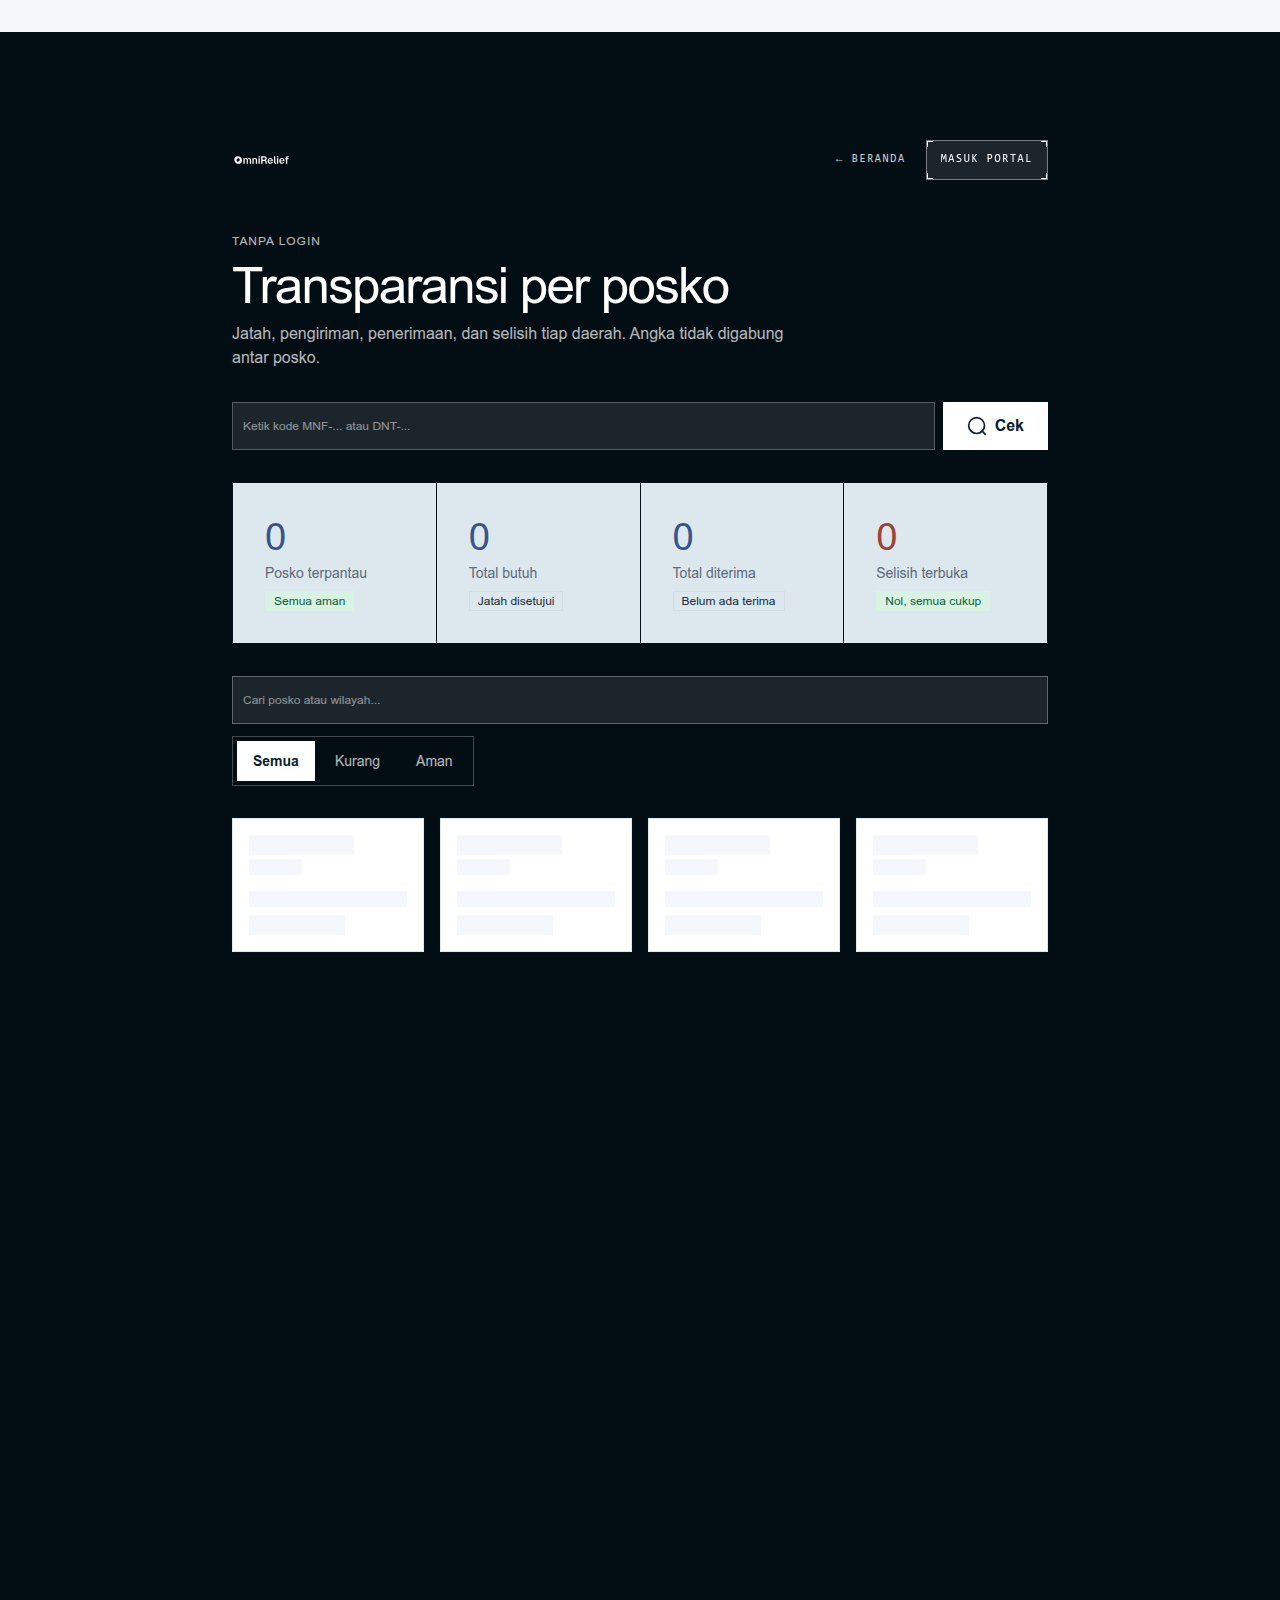 OmniRelief
← BERANDA
MASUK PORTAL
TANPA LOGIN
Transparansi per posko
Jatah, pengiriman, penerimaan, dan selisih tiap daerah. Angka tidak digabung
antar posko.
Ketik kode MNF-... atau DNT-...
Cek
0
Posko terpantau
Semua aman
0
Total butuh
Jatah disetujui
0
Total diterima
Belum ada terima
0
Selisih terbuka
Nol, semua cukup
Cari posko atau wilayah...
Semua
Kurang
Aman